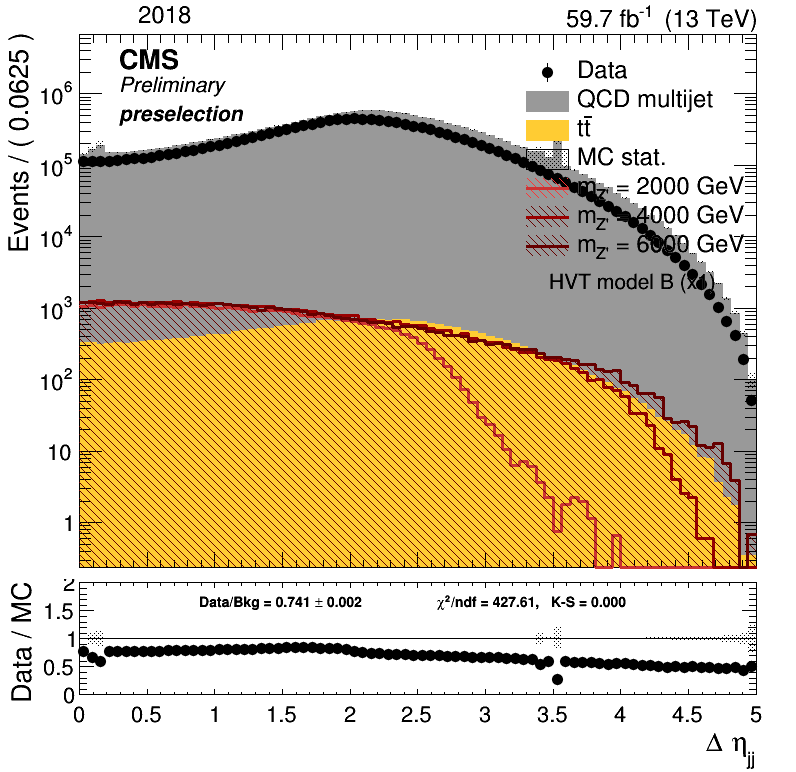 2018
59.7 fb⁻¹ (13 TeV)
CMS
Preliminary
preselection
Data
QCD multijet
tt̄
MC stat.
m_Z' = 2000 GeV
m_Z' = 4000 GeV
m_Z' = 6000 GeV
HVT model B (x1)
Events / ( 0.0625 )
10⁶
10⁵
10⁴
10³
10²
10
1
Data/Bkg = 0.741 ± 0.002
χ²/ndf = 427.61, K-S = 0.000
Data / MC
2
1.5
1
0.5
0
0 0.5 1 1.5 2 2.5 3 3.5 4 4.5 5
Δ η_jj